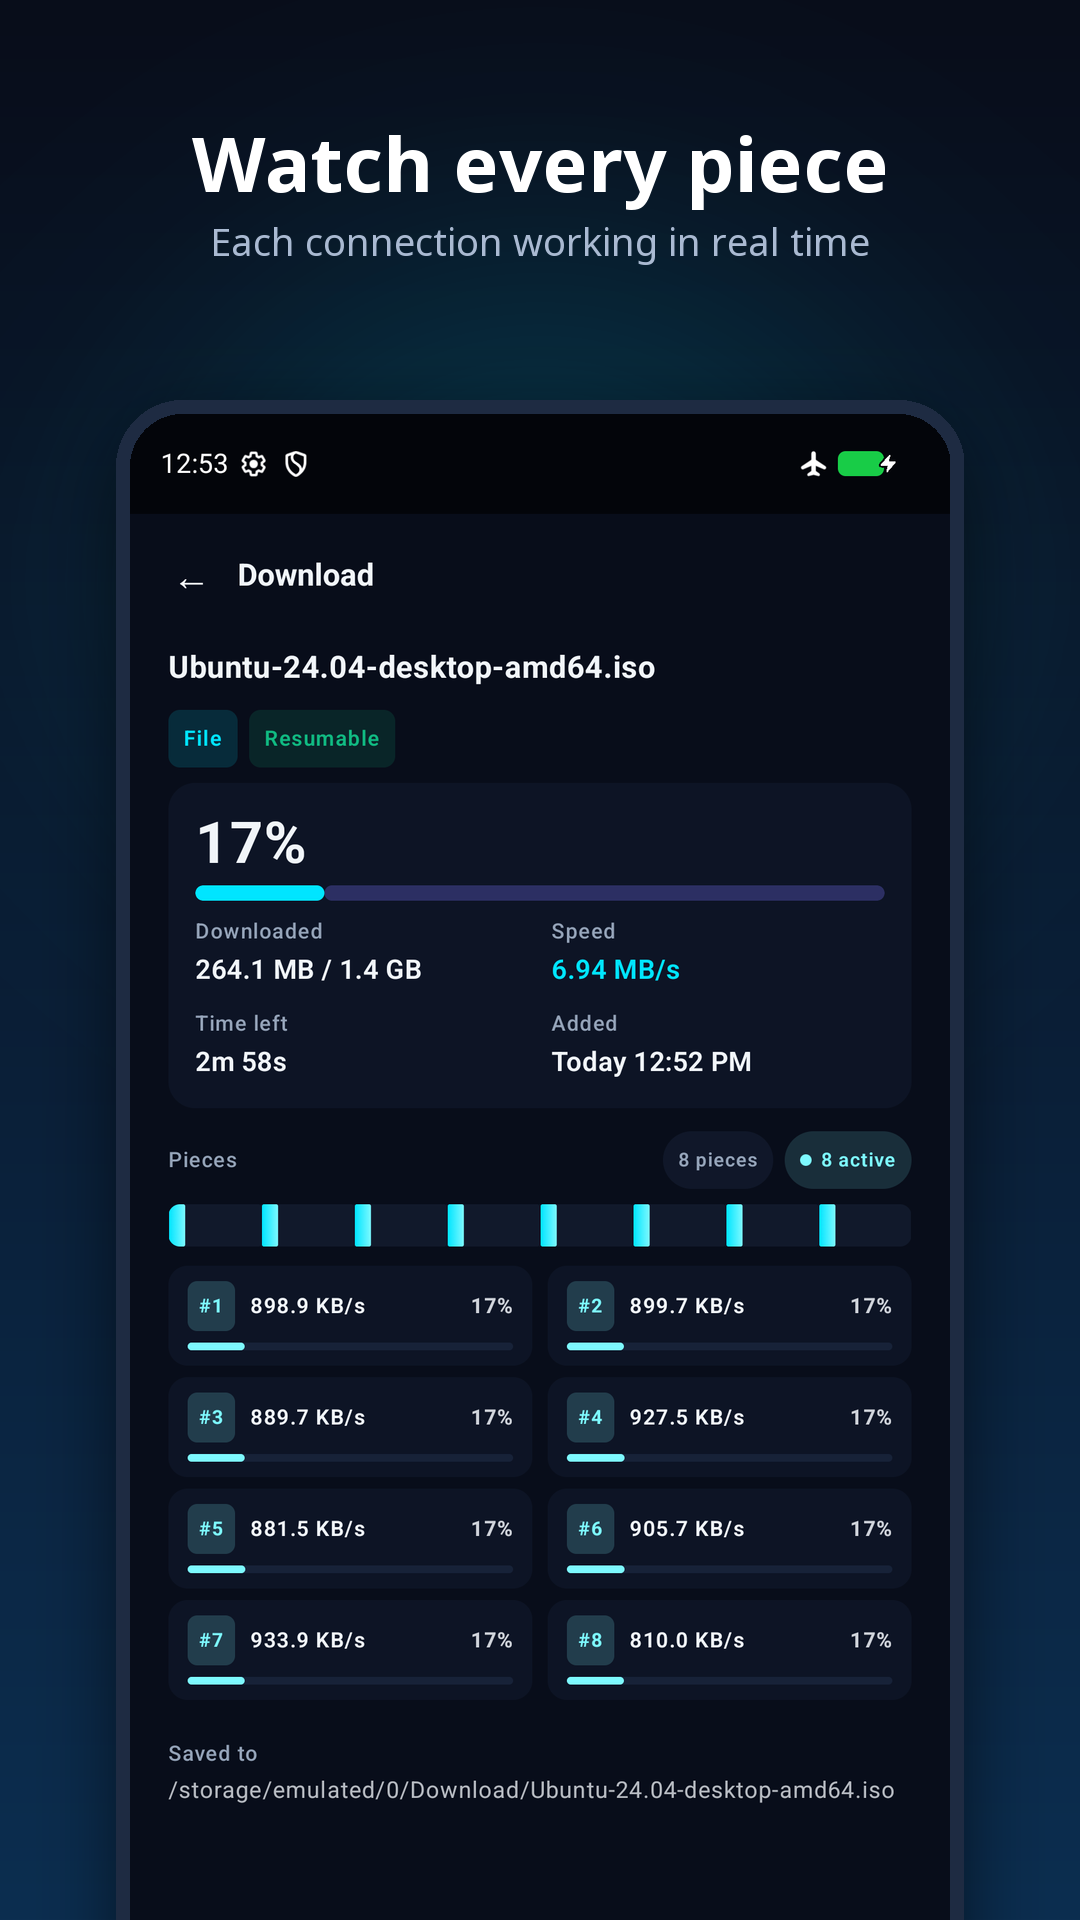 Watch every piece
Each connection working in real time
12:53
← Download
Ubuntu-24.04-desktop-amd64.iso
File Resumable
17%
Downloaded Speed
264.1 MB / 1.4 GB 6.94 MB/s
Time left Added
2m 58s Today 12:52 PM
Pieces 8 pieces 8 active
#1 898.9 KB/s 17% #2 899.7 KB/s 17%
#3 889.7 KB/s 17% #4 927.5 KB/s 17%
#5 881.5 KB/s 17% #6 905.7 KB/s 17%
#7 933.9 KB/s 17% #8 810.0 KB/s 17%
Saved to
/storage/emulated/0/Download/Ubuntu-24.04-desktop-amd64.iso